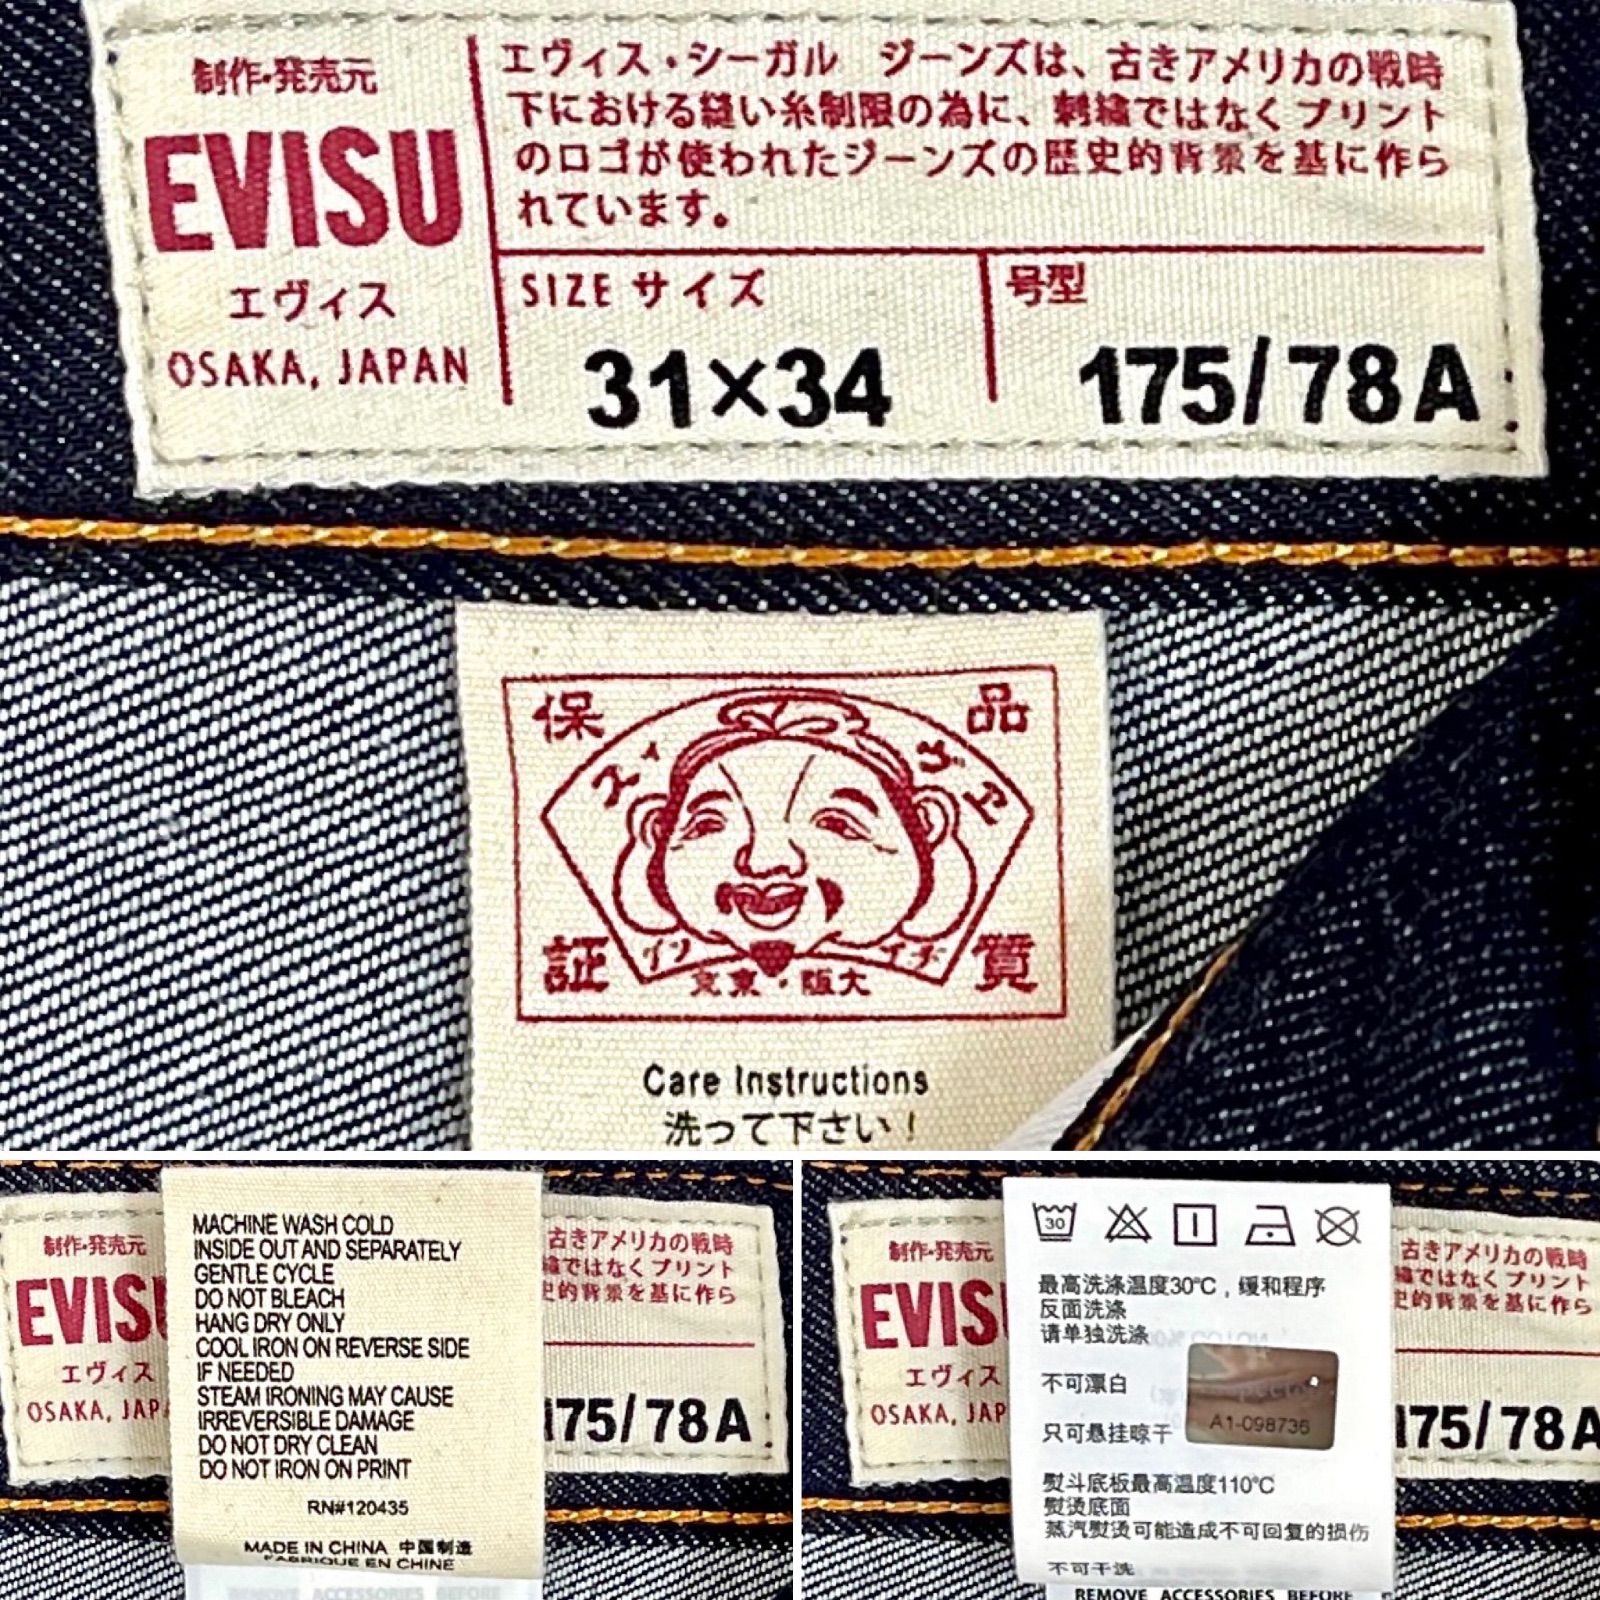 制作・発売元
EVISU
エヴィス
OSAKA, JAPAN
エヴィス・シーガル　ジーンズは、古きアメリカの戦時
下における縫い糸制限の為に、刺繍ではなくプリント
のロゴが使われたジーンズの歴史的背景を基に作ら
れています。
SIZE サイズ
31×34
号型
175/78A
保 品
スィ ヴエ
証 質
大阪・東京
Care Instructions
洗って下さい！
制作・発売元
EVISU
エヴィス
OSAKA, JAPA
MACHINE WASH COLD
INSIDE OUT AND SEPARATELY
GENTLE CYCLE
DO NOT BLEACH
HANG DRY ONLY
COOL IRON ON REVERSE SIDE
IF NEEDED
STEAM IRONING MAY CAUSE
IRREVERSIBLE DAMAGE
DO NOT DRY CLEAN
DO NOT IRON ON PRINT
RN#120435
MADE IN CHINA 中国製造
FABRIQUE EN CHINE
REMOVE ACCESSORIES BEFORE
古きアメリカの戦時
繍ではなくプリント
史的背景を基に作ら
175/78A
制作・発売元
EVISU
エヴィス
OSAKA, JAP
30
最高洗涤温度30℃，缓和程序
反面洗涤
请单独洗涤
不可漂白
只可悬挂晾干
A1-098736
熨斗底板最高温度110℃
熨烫底面
蒸汽熨烫可能造成不可回复的损伤
不可干洗
REMOVE ACCESSORIES BEFORE
古きアメリカの戦時
繍ではなくプリント
史的背景を基に作ら
175/78A